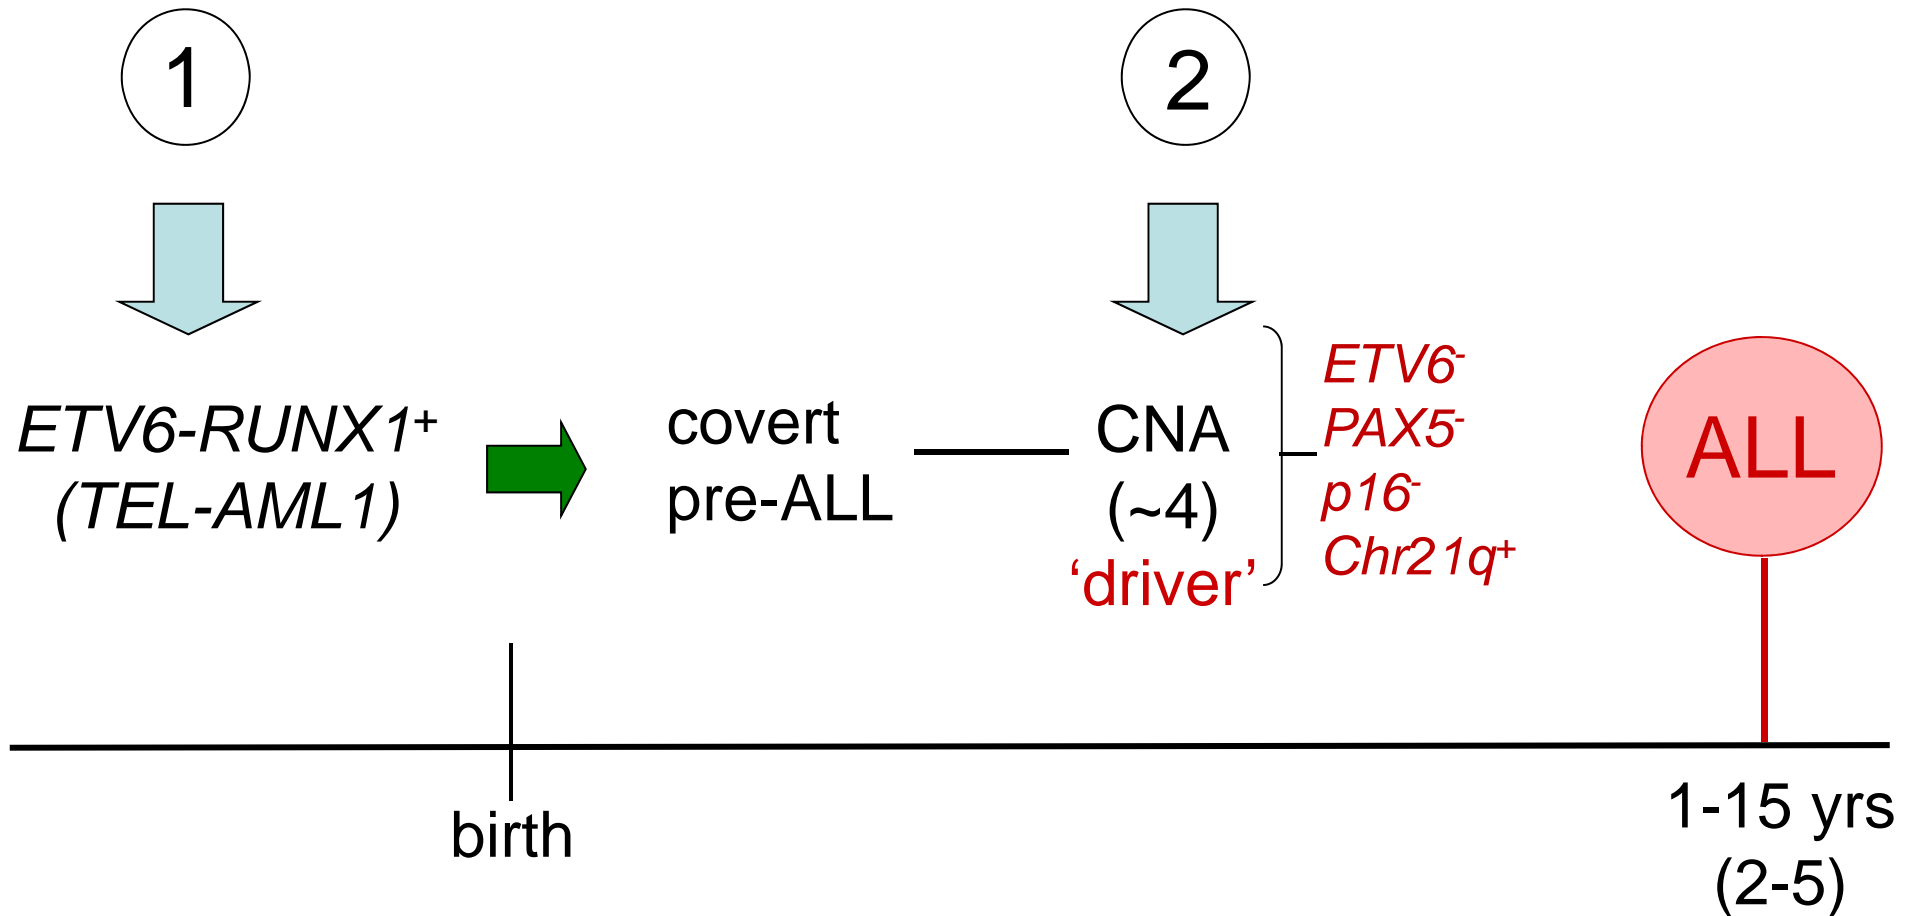 1
2
ETV6-RUNX1⁺
(TEL-AML1)
covert
pre-ALL
CNA
(~4)
‘driver’
ETV6⁻
PAX5⁻
p16⁻
Chr21q⁺
ALL
birth
1-15 yrs
(2-5)